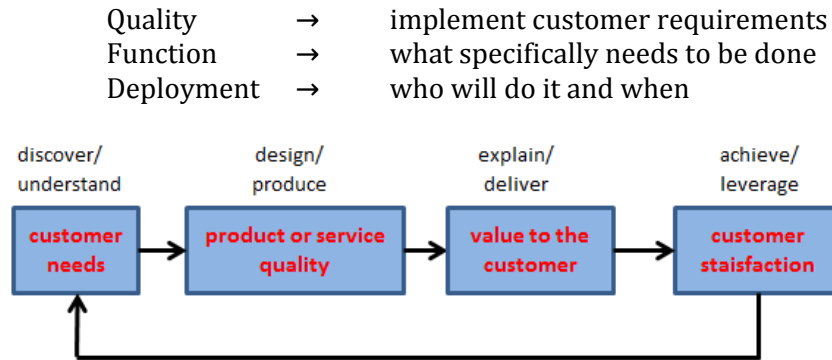 Quality → implement customer requirements
Function → what specifically needs to be done
Deployment → who will do it and when
discover/
understand
design/
produce
explain/
deliver
achieve/
leverage
customer
needs
product or service
quality
value to the
customer
customer
staisfaction